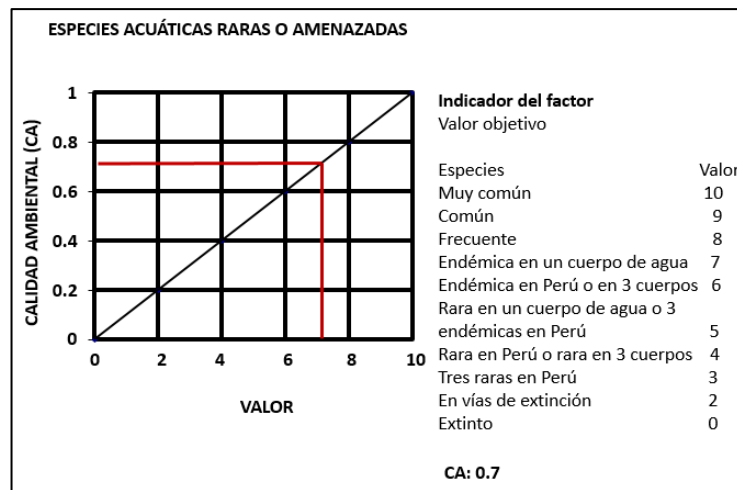 ESPECIES ACUÁTICAS RARAS O AMENAZADAS
CALIDAD AMBIENTAL (CA)
1
0.8
0.6
0.4
0.2
0
0 2 4 6 8 10
VALOR
Indicador del factor
Valor objetivo
Especies Valor
Muy común 10
Común 9
Frecuente 8
Endémica en un cuerpo de agua 7
Endémica en Perú o en 3 cuerpos 6
Rara en un cuerpo de agua o 3
endémicas en Perú 5
Rara en Perú o rara en 3 cuerpos 4
Tres raras en Perú 3
En vías de extinción 2
Extinto 0
CA: 0.7